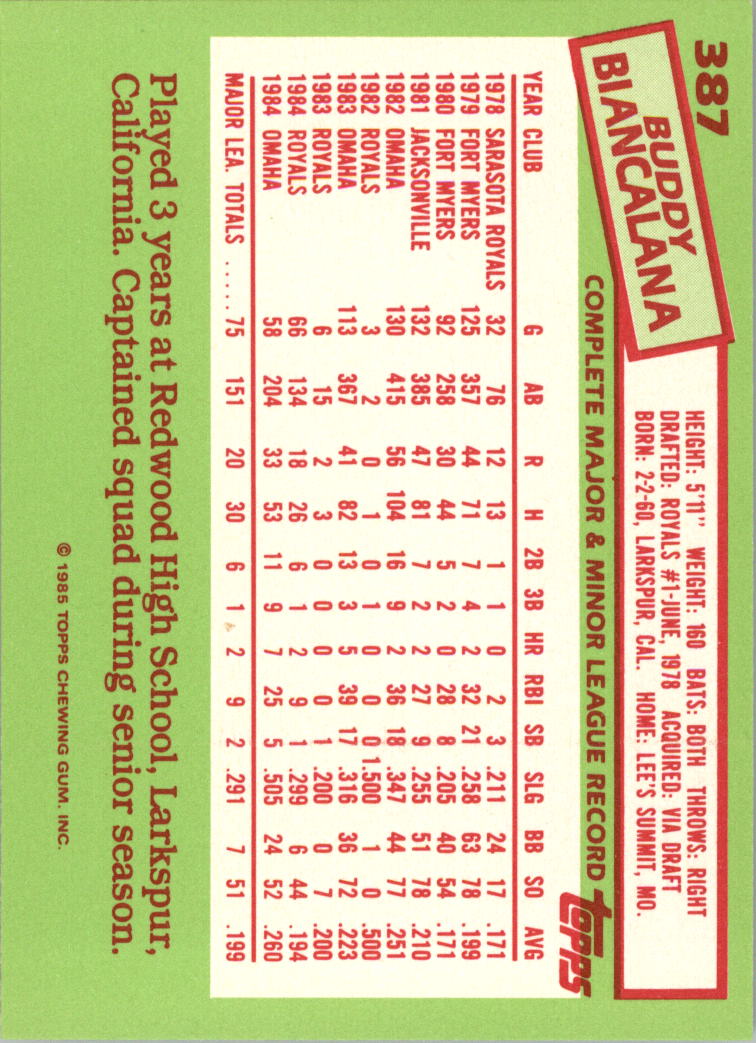 387
BUDDY
BIANCALANA
HEIGHT: 5'11" WEIGHT: 160 BATS: BOTH THROWS: RIGHT
DRAFTED: ROYALS #1-JUNE, 1978 ACQUIRED: VIA DRAFT
BORN: 2-2-60, LARKSPUR, CAL. HOME: LEE'S SUMMIT, MO.
COMPLETE MAJOR & MINOR LEAGUE RECORD topps
YEAR CLUB G AB R H 2B 3B HR RBI SB SLG BB SO AVG
1978 SARASOTA ROYALS 32 76 12 13 1 1 0 2 3 .211 24 17 .171
1979 FORT MYERS 125 357 44 71 7 4 2 32 21 .258 63 78 .199
1980 FORT MYERS 92 258 30 44 5 2 0 28 8 .205 40 54 .171
1981 JACKSONVILLE 132 385 47 81 7 2 2 27 9 .255 51 78 .210
1982 OMAHA 130 415 56 104 16 9 2 36 18 .347 44 77 .251
1982 ROYALS 3 2 0 1 0 1 0 0 0 1.500 1 0 .500
1983 OMAHA 113 367 41 82 13 3 5 39 17 .316 36 72 .223
1983 ROYALS 6 15 2 3 0 0 0 0 1 .200 0 7 .200
1984 ROYALS 66 134 18 26 6 1 2 9 1 .299 6 44 .194
1984 OMAHA 58 204 33 53 11 9 7 25 5 .505 24 52 .260
MAJOR LEA. TOTALS ...... 75 151 20 30 6 1 2 9 2 .291 7 51 .199
Played 3 years at Redwood High School, Larkspur,
California. Captained squad during senior season.
© 1985 TOPPS CHEWING GUM, INC.